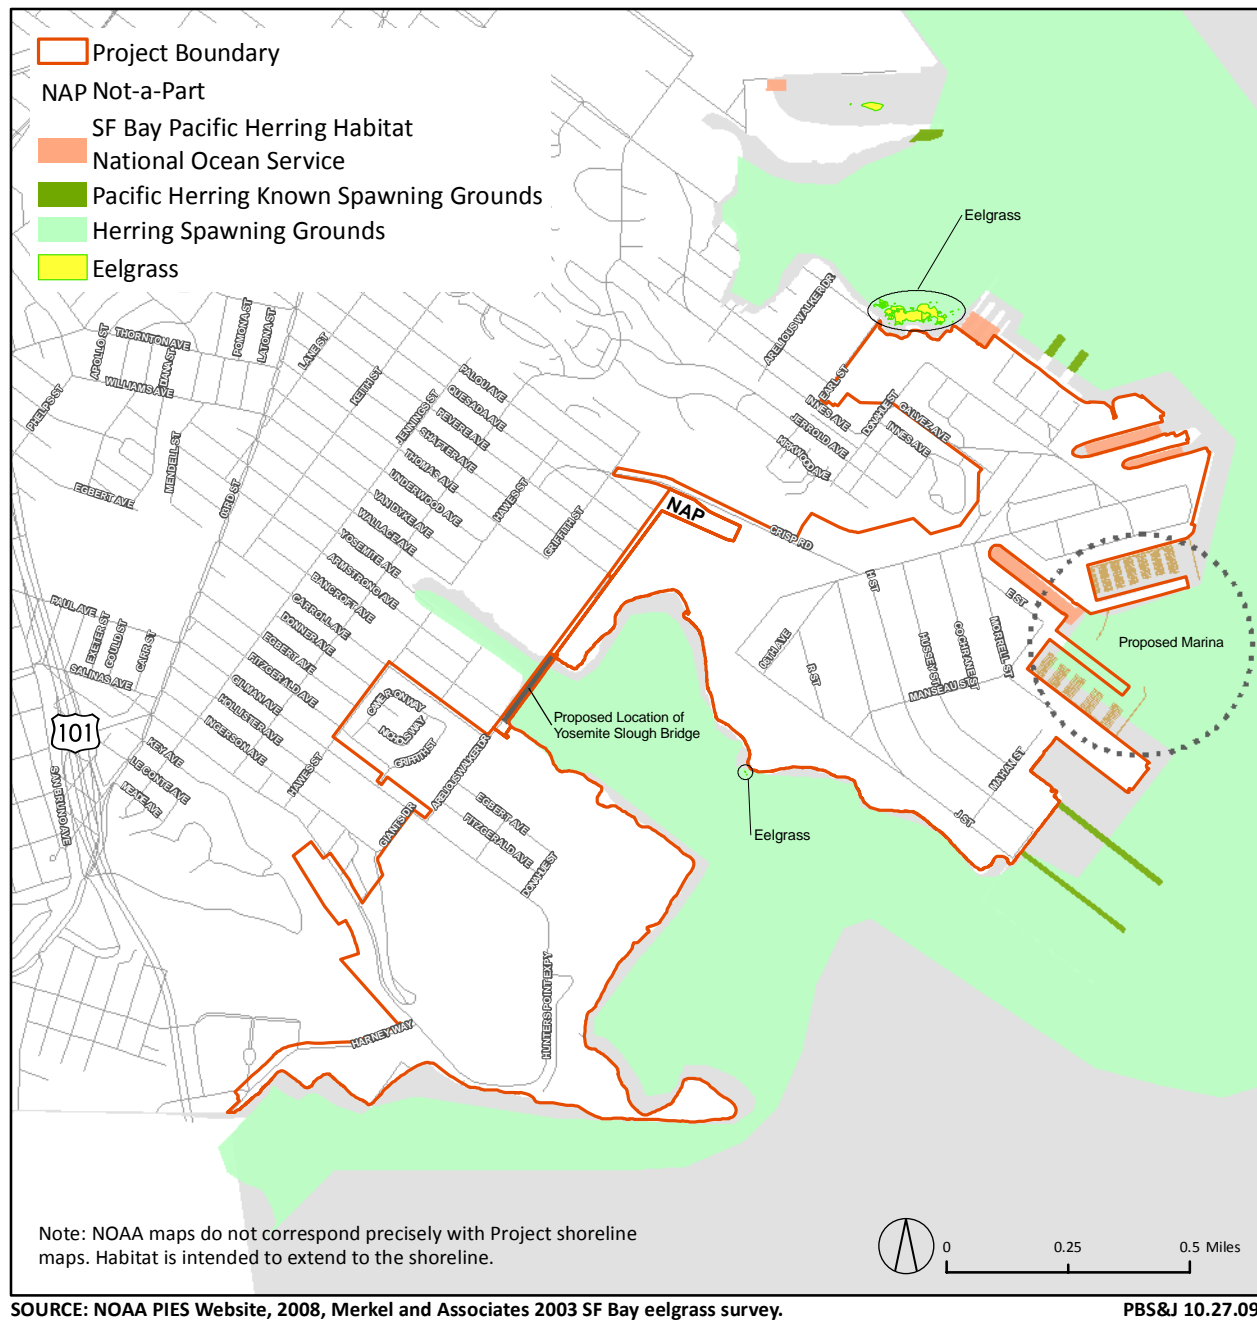 Project Boundary
NAP Not-a-Part
SF Bay Pacific Herring Habitat
National Ocean Service
Pacific Herring Known Spawning Grounds
Herring Spawning Grounds
Eelgrass
Eelgrass
ARELIOUS WALKER DR
EARL ST
INNES AVE
JERROLD AVE
KIRKWOOD AVE
DONAHUE ST
GALVEZ AVE
INNES AVE
APOLLO ST
THORNTON AVE
POMONA ST
LATONA ST
WILLIAMS AVE
PHELPS ST
MENDELL ST
EGBERT AVE
LANE ST
KEITH ST
03RD ST
JENNINGS ST
PALOU AVE
QUESADA AVE
REVERE AVE
SHAFTER AVE
THOMAS AVE
UNDERWOOD AVE
VAN DYKE AVE
WALLACE AVE
YOSEMITE AVE
ARMSTRONG AVE
BANCROFT AVE
CARROLL AVE
DONNER AVE
EGBERT AVE
FITZGERALD AVE
GILMAN AVE
HOLLISTER AVE
INGERSON AVE
HAWES ST
GRIFFITH ST
NAP
CRISP RD
H ST
E ST
06TH AVE
R ST
HUSSEY ST
COCHRANE ST
MORRELL ST
MANSEAU ST
MAHAN ST
J ST
Proposed Marina
PAUL AVE
EXETER ST
GOULD ST
CARR ST
SALINAS AVE
101
KEY AVE
LE CONTE AVE
MEADE AVE
SAN BRUNO AVE
HAWES ST
CAMERON WAY
NICHOLS WAY
GRIFFITH ST
GIANTS DR
ARELIOUS WALKER DR
Proposed Location of
Yosemite Slough Bridge
EGBERT AVE
FITZGERALD AVE
DONAHUE ST
Eelgrass
HUNTERS POINT EXPY
HARNEY WAY
Note: NOAA maps do not correspond precisely with Project shoreline
maps. Habitat is intended to extend to the shoreline.
0 0.25 0.5 Miles
SOURCE: NOAA PIES Website, 2008, Merkel and Associates 2003 SF Bay eelgrass survey.
PBS&J 10.27.09